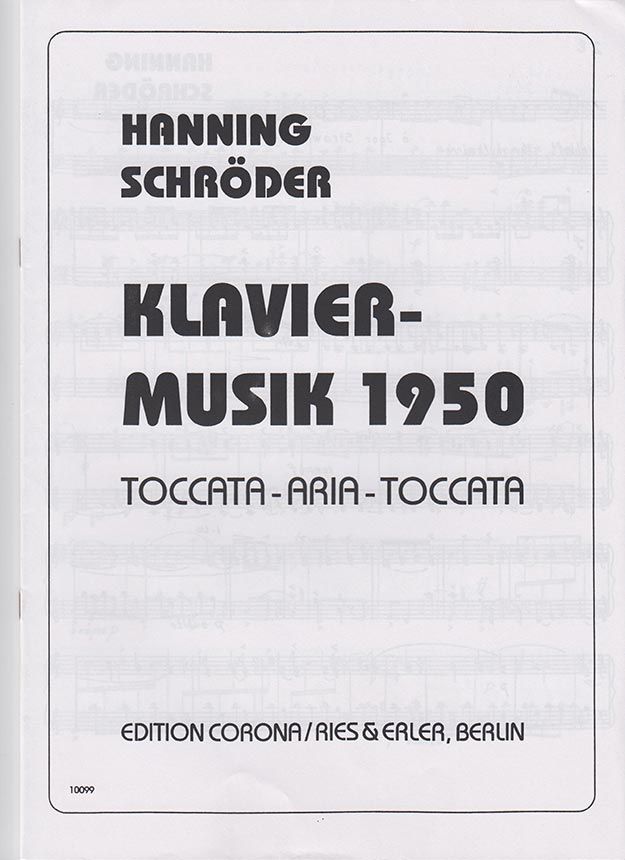 HANNING
SCHRÖDER
KLAVIER-
MUSIK 1950
TOCCATA - ARIA - TOCCATA
EDITION CORONA / RIES & ERLER, BERLIN
10099